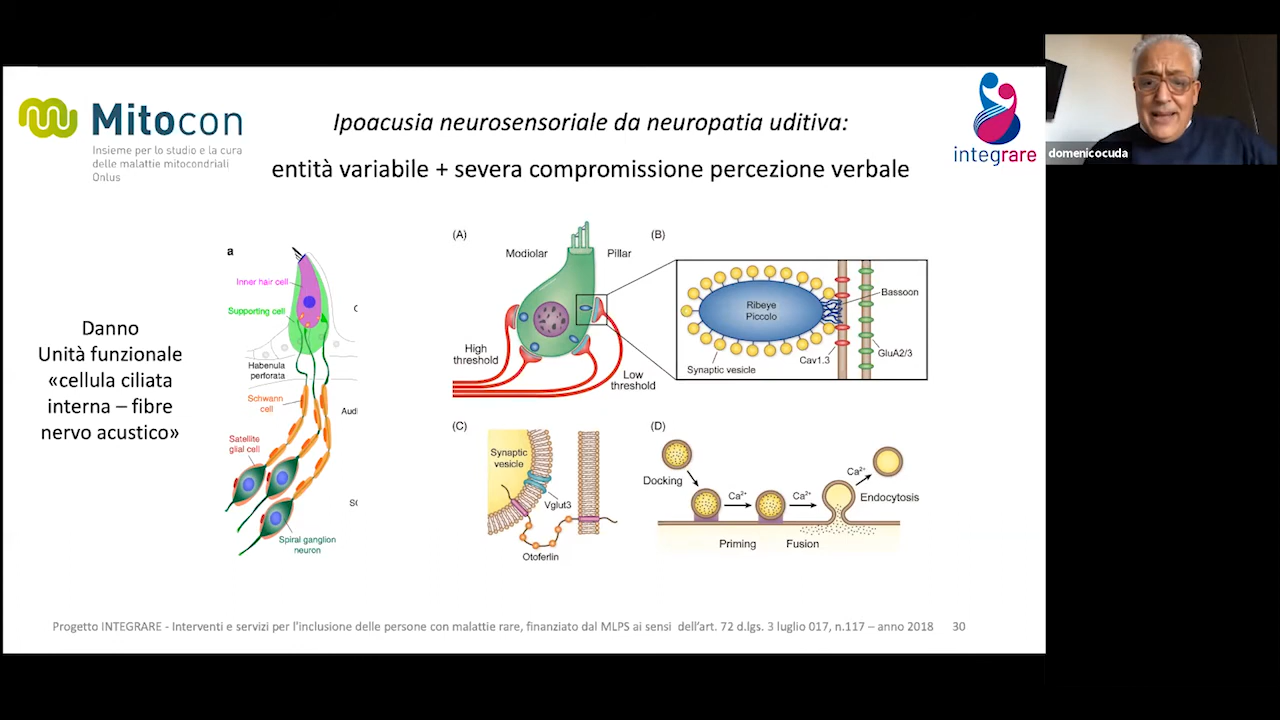 Mitocon
Insieme per lo studio e la cura
delle malattie mitocondriali
Onlus
Ipoacusia neurosensoriale da neuropatia uditiva:
entità variabile + severa compromissione percezione verbale
integrare
domenicocuda
Danno
Unità funzionale
«cellula ciliata
interna – fibre
nervo acustico»
a
Inner hair cell
Supporting cell
Habenula
perforata
Schwann
cell
Satellite
glial cell
Spiral ganglion
neuron
(A)
Modiolar
Pillar
High
threshold
Low
threshold
(B)
Ribeye
Piccolo
Bassoon
Cav1.3
GluA2/3
Synaptic vesicle
(C)
Synaptic
vesicle
Vglut3
Otoferlin
(D)
Docking
Ca²⁺
Ca²⁺
Ca²⁺
Endocytosis
Priming
Fusion
Progetto INTEGRARE - Interventi e servizi per l'inclusione delle persone con malattie rare, finanziato dal MLPS ai sensi dell'art. 72 d.lgs. 3 luglio 017, n.117 – anno 2018
30